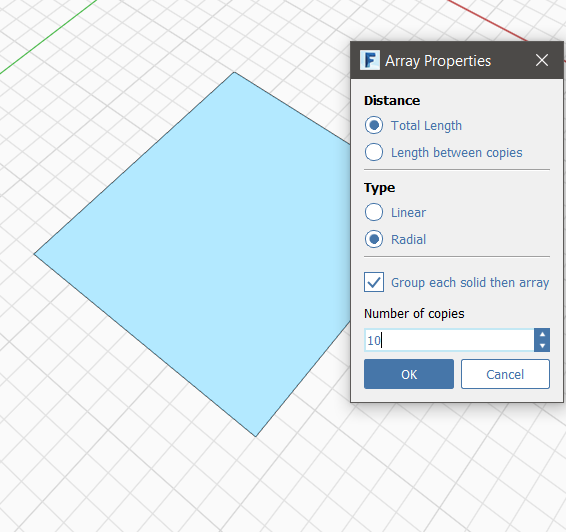 Array Properties
Distance
Total Length
Length between copies
Type
Linear
Radial
Group each solid then array
Number of copies
10
OK
Cancel